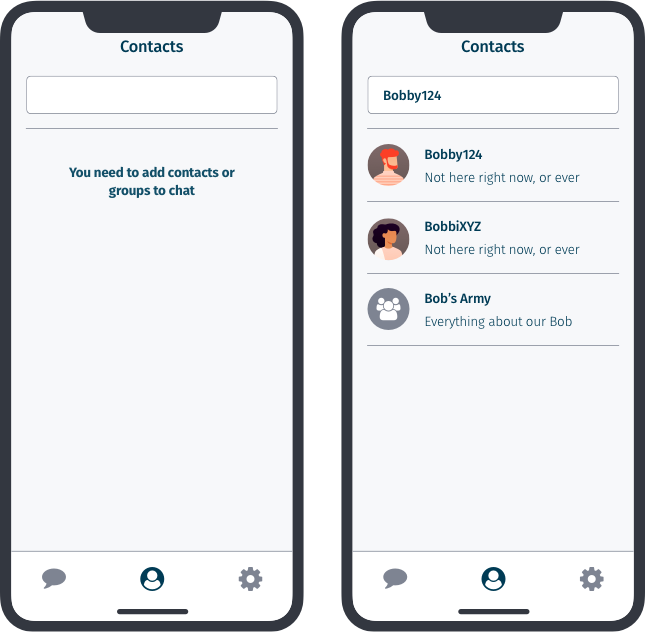 Contacts
You need to add contacts or
groups to chat
Contacts
Bobby124
Bobby124
Not here right now, or ever
BobbiXYZ
Not here right now, or ever
Bob's Army
Everything about our Bob